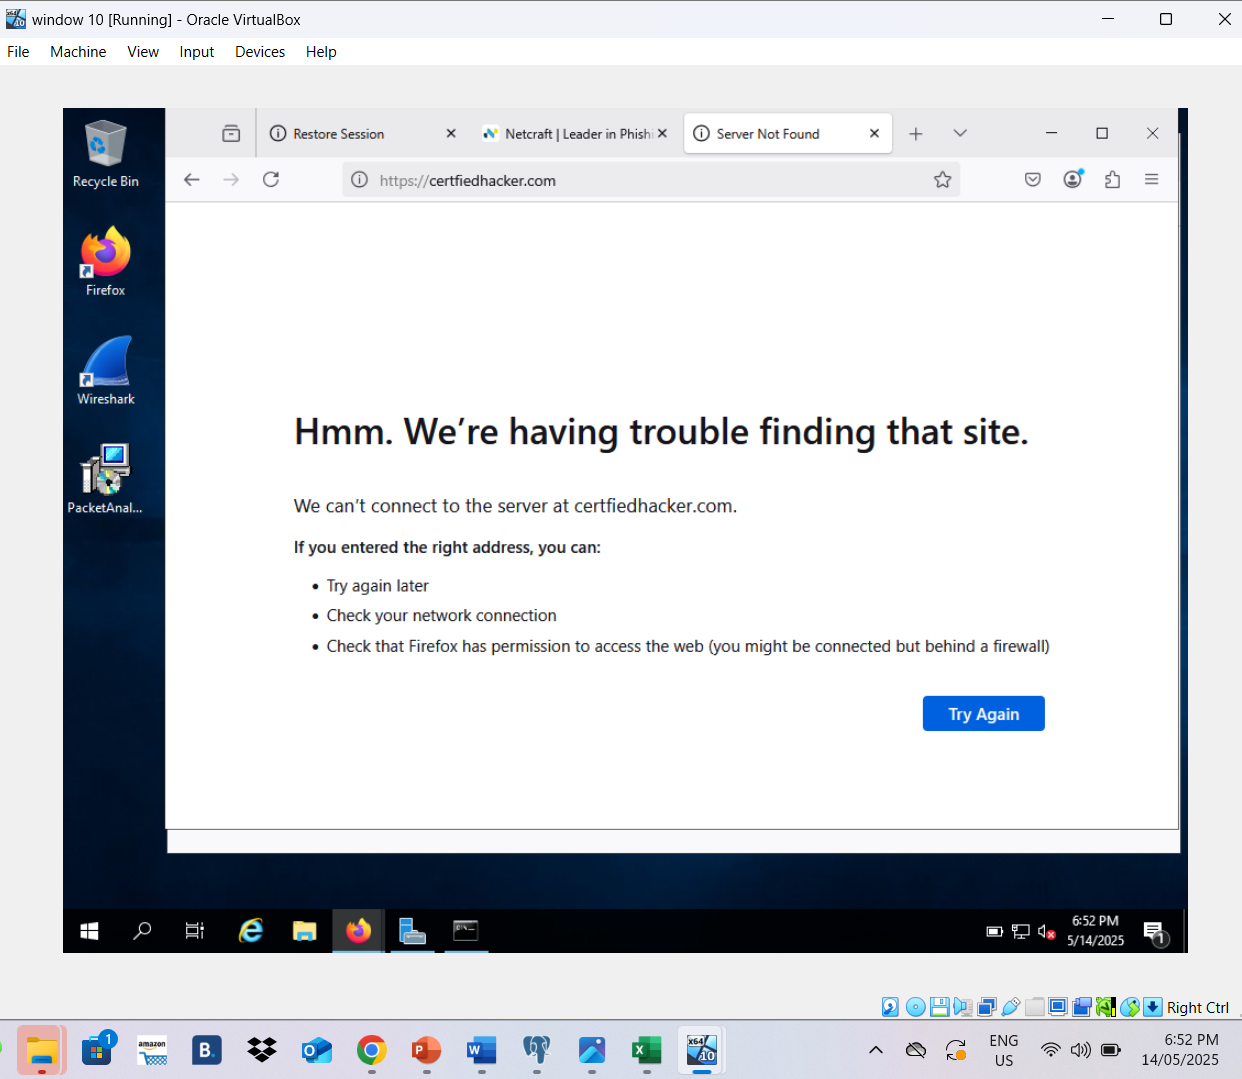 window 10 [Running] - Oracle VirtualBox
File Machine View Input Devices Help
Recycle Bin
Firefox
Wireshark
PacketAnal...
Restore Session
Netcraft | Leader in Phishi
Server Not Found
https://certfiedhacker.com
Hmm. We’re having trouble finding that site.
We can’t connect to the server at certfiedhacker.com.
If you entered the right address, you can:
• Try again later
• Check your network connection
• Check that Firefox has permission to access the web (you might be connected but behind a firewall)
Try Again
6:52 PM
5/14/2025
1
Right Ctrl
1
amazon
B.
ENG
US
6:52 PM
14/05/2025